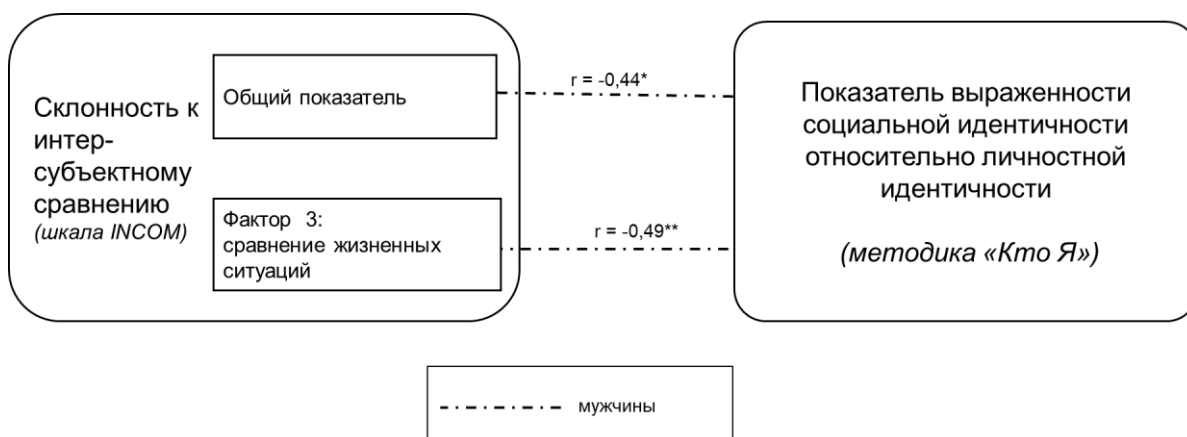 Склонность к
интер-
субъектному
сравнению
(шкала INCOM)
Общий показатель
Фактор 3:
сравнение жизненных
ситуаций
r = -0,44*
r = -0,49**
Показатель выраженности
социальной идентичности
относительно личностной
идентичности
(методика «Кто Я»)
мужчины